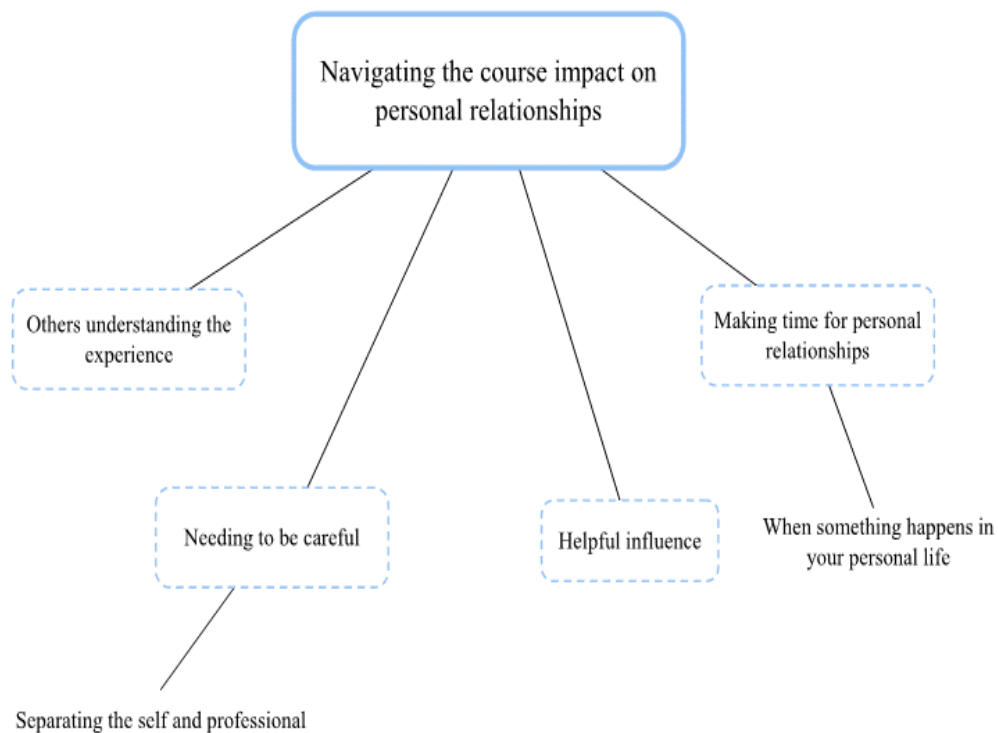 Navigating the course impact on
personal relationships
Others understanding the
experience
Making time for personal
relationships
Needing to be careful
Helpful influence
When something happens in
your personal life
Separating the self and professional